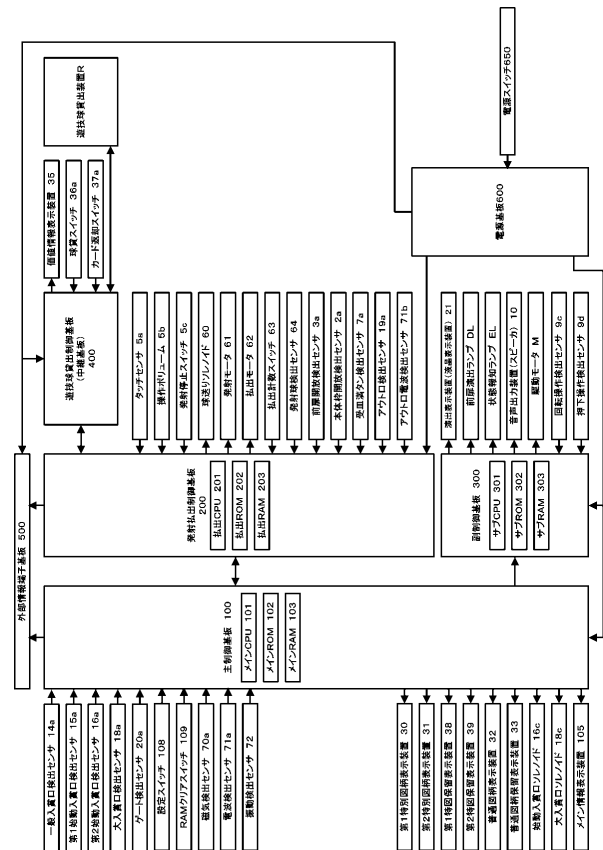 外部情報端子基板 500
遊技球貸出制御基板
(中継基板)
400
遊技球貸出装置R
価値情報表示装置 35
球貸スイッチ 36a
カード返却スイッチ 37a
電源スイッチ650
電源基板600
発射払出制御基板
200
払出CPU 201
払出ROM 202
払出RAM 203
タッチセンサ 5a
操作ボリューム 5b
発射停止スイッチ 5c
球送りソレノイド 60
発射モータ 61
払出モータ 62
払出計数スイッチ 63
発射球検出センサ 64
前扉開放検出センサ 3a
本体枠開放検出センサ 2a
受皿満タン検出センサ 7a
アウト口検出センサ 19a
アウト口電波検出センサ 71b
副制御基板 300
サブCPU 301
サブROM 302
サブRAM 303
演出表示装置(液晶表示装置) 21
前扉演出ランプ DL
状態報知ランプ EL
音声出力装置(スピーカ) 10
駆動モータ M
回転操作検出センサ 9c
押下操作検出センサ 9d
主制御基板 100
メインCPU 101
メインROM 102
メインRAM 103
一般入賞口検出センサ 14a
第1始動入賞口検出センサ 15a
第2始動入賞口検出センサ 16a
大入賞口検出センサ 18a
ゲート検出センサ 20a
設定スイッチ 108
RAMクリアスイッチ 109
磁気検出センサ 70a
電波検出センサ 71a
振動検出センサ 72
第1特別図柄表示装置 30
第2特別図柄表示装置 31
第1特図保留表示装置 38
第2特図保留表示装置 39
普通図柄表示装置 32
普通図柄保留表示装置 33
始動入賞口ソレノイド 16c
大入賞口ソレノイド 18c
メイン情報表示装置 105